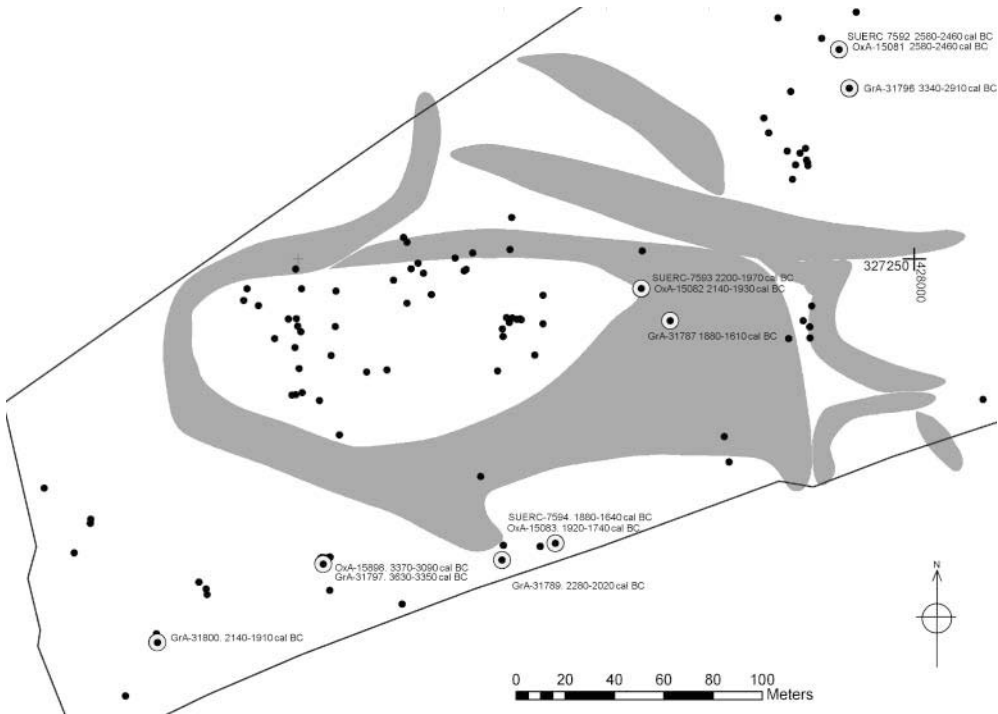 SUERC 7592 2580-2460 cal BC
OxA-15081 2580-2460 cal BC
GrA-31796 3340-2910 cal BC
327250
428000
SUERC-7593 2200-1970 cal BC
OxA-15082 2140-1930 cal BC
GrA-31787 1880-1610 cal BC
SUERC-7594. 1880-1640 cal BC
OxA-15083. 1920-1740 cal BC
OxA-15898. 3370-3090 cal BC
GrA-31797. 3630-3350 cal BC
GrA-31789. 2280-2020 cal BC
GrA-31800. 2140-1910 cal BC
N
0 20 40 60 80 100
Meters